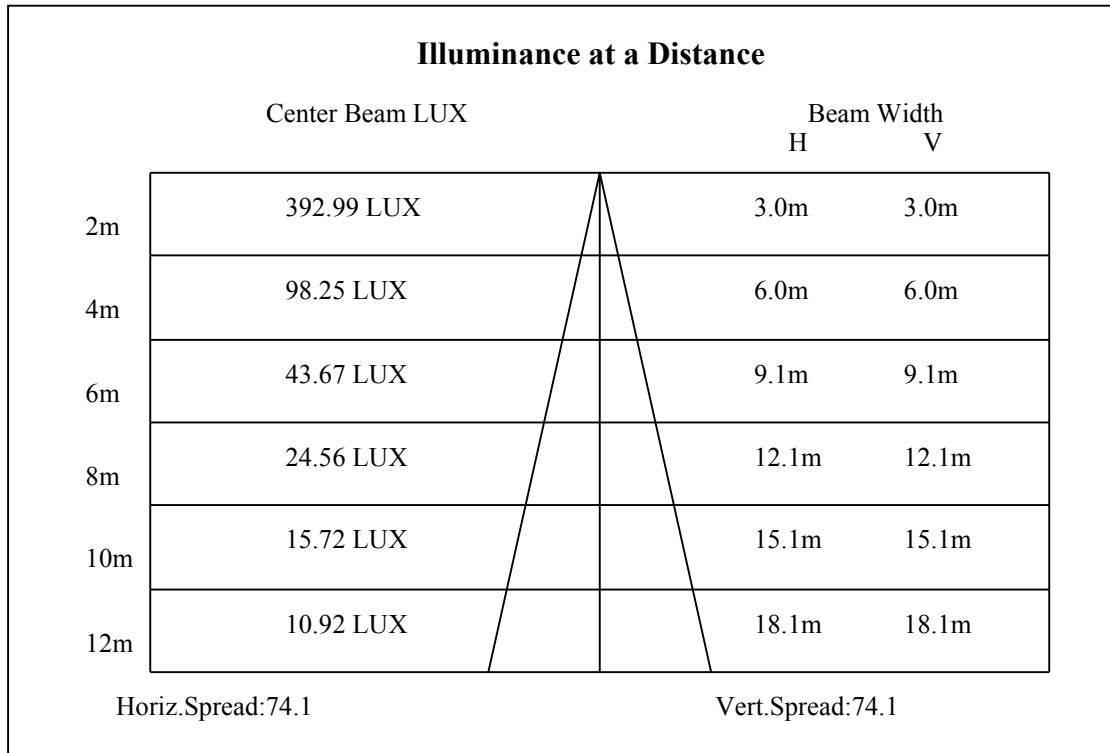 Illuminance at a Distance
Center Beam LUX Beam Width
H V
2m 392.99 LUX 3.0m 3.0m
4m 98.25 LUX 6.0m 6.0m
6m 43.67 LUX 9.1m 9.1m
8m 24.56 LUX 12.1m 12.1m
10m 15.72 LUX 15.1m 15.1m
12m 10.92 LUX 18.1m 18.1m
Horiz.Spread:74.1 Vert.Spread:74.1